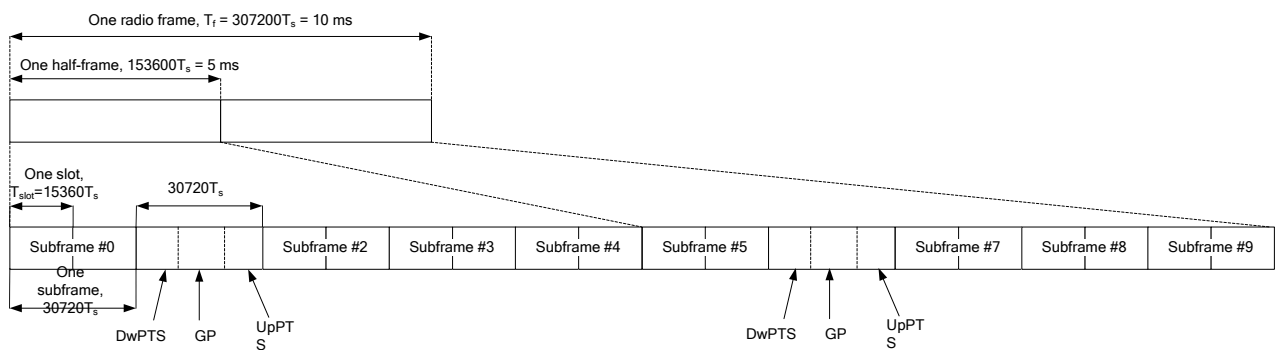 One radio frame, Tf = 307200Ts = 10 ms
One half-frame, 153600Ts = 5 ms
One slot,
Tslot=15360Ts
30720Ts
Subframe #0
Subframe #2
Subframe #3
Subframe #4
Subframe #5
Subframe #7
Subframe #8
Subframe #9
One
subframe,
30720Ts
DwPTS
GP
UpPT
S
DwPTS
GP
UpPT
S